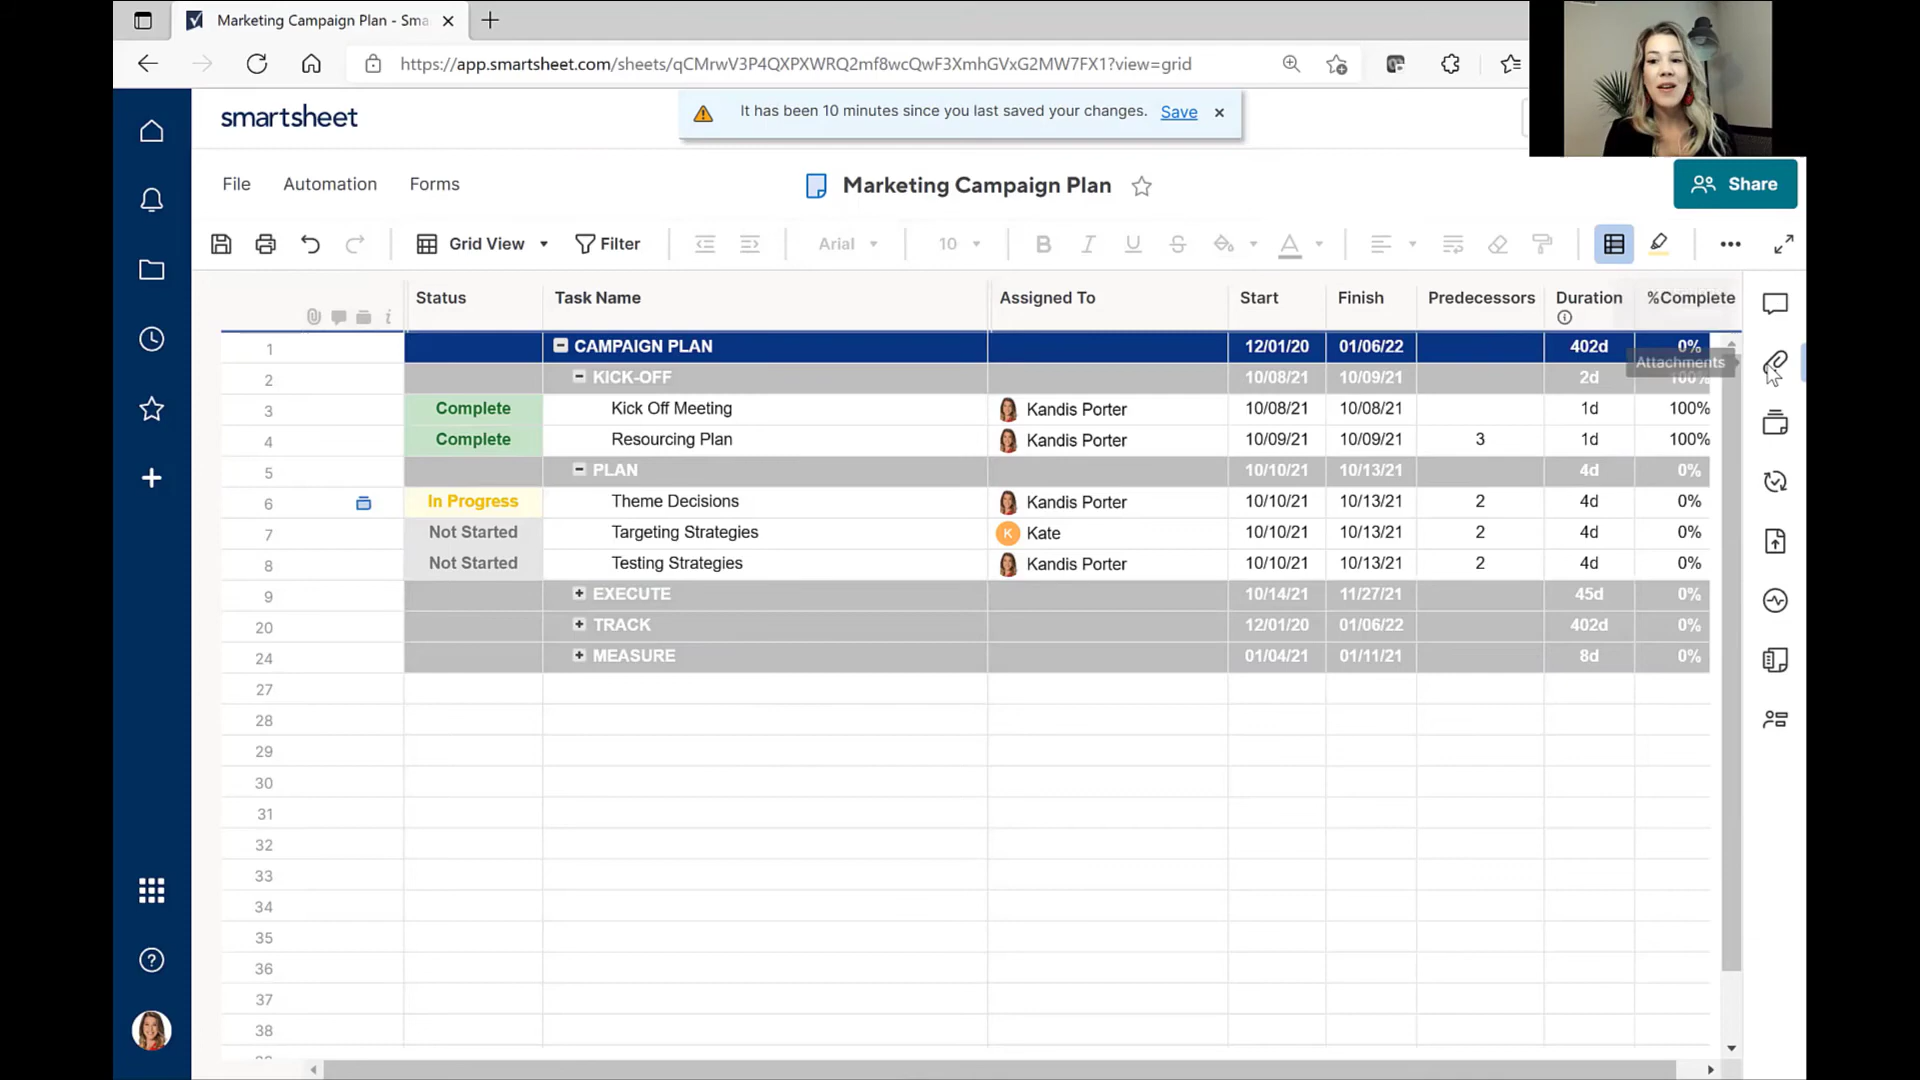 Marketing Campaign Plan - Sma
https://app.smartsheet.com/sheets/qCMrwV3P4QXPXWRQ2mf8wcQwF3XmhGVxG2MW7FX1?view=grid
smartsheet
It has been 10 minutes since you last saved your changes. Save
File Automation Forms
Marketing Campaign Plan
Share
Grid View Filter Arial 10 B I U S A
Status Task Name Assigned To Start Finish Predecessors Duration %Complete
1 CAMPAIGN PLAN 12/01/20 01/06/22 402d 0%
Attachments
2 KICK-OFF 10/08/21 10/09/21 2d 100%
3 Complete Kick Off Meeting Kandis Porter 10/08/21 10/08/21 1d 100%
4 Complete Resourcing Plan Kandis Porter 10/09/21 10/09/21 3 1d 100%
5 PLAN 10/10/21 10/13/21 4d 0%
6 In Progress Theme Decisions Kandis Porter 10/10/21 10/13/21 2 4d 0%
7 Not Started Targeting Strategies K Kate 10/10/21 10/13/21 2 4d 0%
8 Not Started Testing Strategies Kandis Porter 10/10/21 10/13/21 2 4d 0%
9 EXECUTE 10/14/21 11/27/21 45d 0%
20 TRACK 12/01/20 01/06/22 402d 0%
24 MEASURE 01/04/21 01/11/21 8d 0%
27
28
29
30
31
32
33
34
35
36
37
38